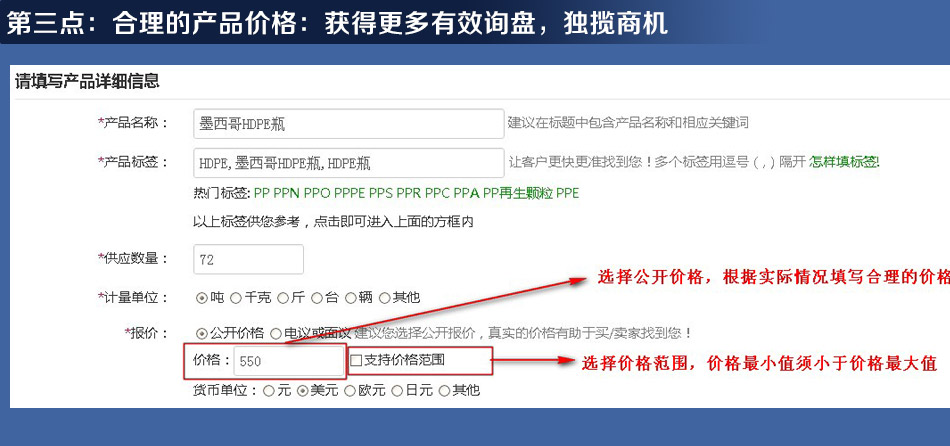 第三点：合理的产品价格：获得更多有效询盘，独揽商机
请填写产品详细信息
*产品名称： 墨西哥HDPE瓶 建议在标题中包含产品名称和相应关键词
*产品标签： HDPE,墨西哥HDPE瓶,HDPE瓶 让客户更快更准找到您！多个标签用逗号（,）隔开 怎样填标签!
热门标签: PP PPN PPO PPPE PPS PPR PPC PPA PP再生颗粒 PPE
以上标签供您参考，点击即可进入上面的方框内
*供应数量： 72
选择公开价格，根据实际情况填写合理的价格
*计量单位： 吨 千克 斤 台 辆 其他
*报价： 公开价格 电议或面议 建议您选择公开报价，真实的价格有助于买/卖家找到您！
价格： 550 支持价格范围 选择价格范围，价格最小值须小于价格最大值
货币单位： 元 美元 欧元 日元 其他